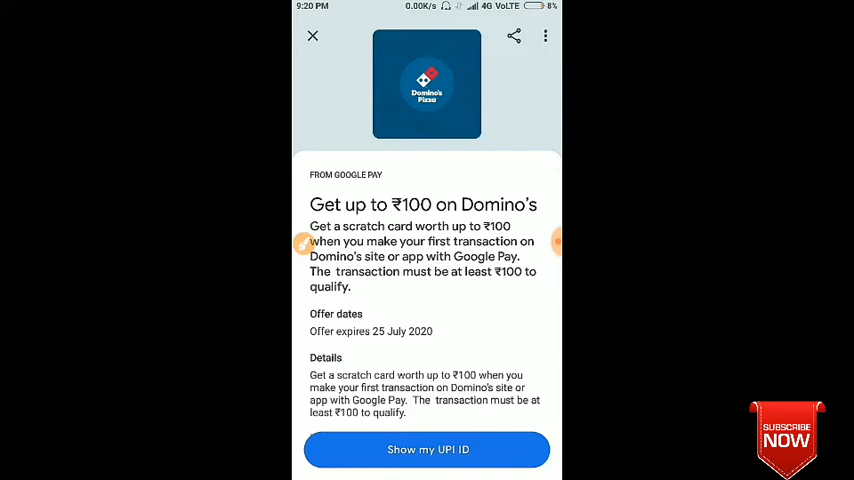 9:20 PM 0.00K/s 4G VoLTE 8%
Domino's
Pizza
FROM GOOGLE PAY
Get up to ₹100 on Domino's
Get a scratch card worth up to ₹100
when you make your first transaction on
Domino's site or app with Google Pay.
The transaction must be at least ₹100 to
qualify.
Offer dates
Offer expires 25 July 2020
Details
Get a scratch card worth up to ₹100 when you
make your first transaction on Domino's site or
app with Google Pay. The transaction must be at
least ₹100 to qualify.
Show my UPI ID
SUBSCRIBE
NOW